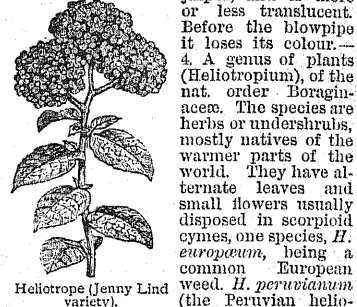 or less translucent.
Before the blowpipe
it loses its colour.—
4. A genus of plants
(Heliotropium), of the
nat. order Boragin-
aceæ. The species are
herbs or undershrubs,
mostly natives of the
warmer parts of the
world. They have al-
ternate leaves and
small flowers usually
disposed in scorpioid
cymes, one species, H.
europæum, being a
common European
weed. H. peruvianum
(the Peruvian helio-
Heliotrope (Jenny Lind
variety).